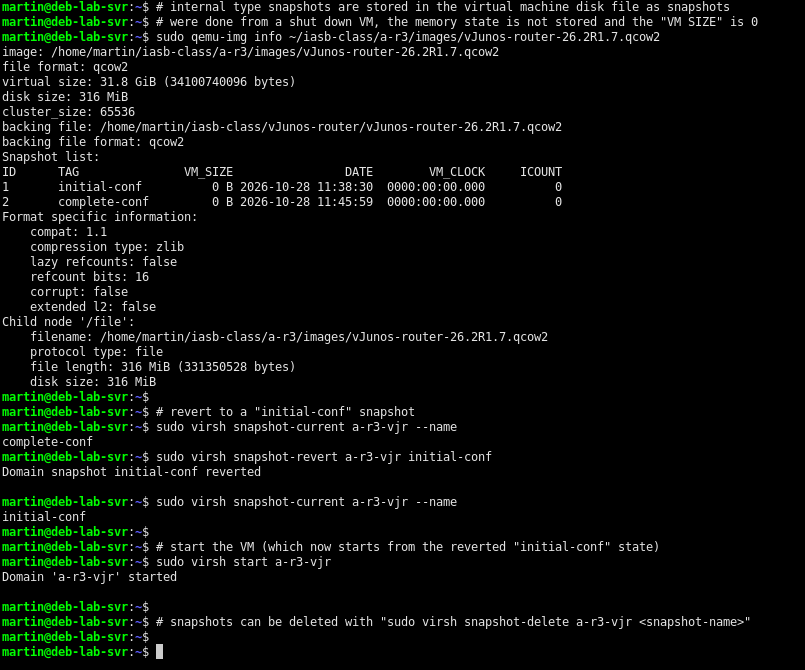 martin@deb-lab-svr:~$ # internal type snapshots are stored in the virtual machine disk file as snapshots
martin@deb-lab-svr:~$ # were done from a shut down VM, the memory state is not stored and the "VM SIZE" is 0
martin@deb-lab-svr:~$ sudo qemu-img info ~/iasb-class/a-r3/images/vJunos-router-26.2R1.7.qcow2
image: /home/martin/iasb-class/a-r3/images/vJunos-router-26.2R1.7.qcow2
file format: qcow2
virtual size: 31.8 GiB (34100740096 bytes)
disk size: 316 MiB
cluster_size: 65536
backing file: /home/martin/iasb-class/vJunos-router/vJunos-router-26.2R1.7.qcow2
backing file format: qcow2
Snapshot list:
ID      TAG               VM_SIZE                DATE        VM_CLOCK     ICOUNT
1       initial-conf          0 B 2026-10-28 11:38:30  0000:00:00.000          0
2       complete-conf         0 B 2026-10-28 11:45:59  0000:00:00.000          0
Format specific information:
    compat: 1.1
    compression type: zlib
    lazy refcounts: false
    refcount bits: 16
    corrupt: false
    extended l2: false
Child node '/file':
    filename: /home/martin/iasb-class/a-r3/images/vJunos-router-26.2R1.7.qcow2
    protocol type: file
    file length: 316 MiB (331350528 bytes)
    disk size: 316 MiB
martin@deb-lab-svr:~$
martin@deb-lab-svr:~$ # revert to a "initial-conf" snapshot
martin@deb-lab-svr:~$ sudo virsh snapshot-current a-r3-vjr --name
complete-conf
martin@deb-lab-svr:~$ sudo virsh snapshot-revert a-r3-vjr initial-conf
Domain snapshot initial-conf reverted

martin@deb-lab-svr:~$ sudo virsh snapshot-current a-r3-vjr --name
initial-conf
martin@deb-lab-svr:~$
martin@deb-lab-svr:~$ # start the VM (which now starts from the reverted "initial-conf" state)
martin@deb-lab-svr:~$ sudo virsh start a-r3-vjr
Domain 'a-r3-vjr' started

martin@deb-lab-svr:~$
martin@deb-lab-svr:~$ # snapshots can be deleted with "sudo virsh snapshot-delete a-r3-vjr <snapshot-name>"
martin@deb-lab-svr:~$
martin@deb-lab-svr:~$